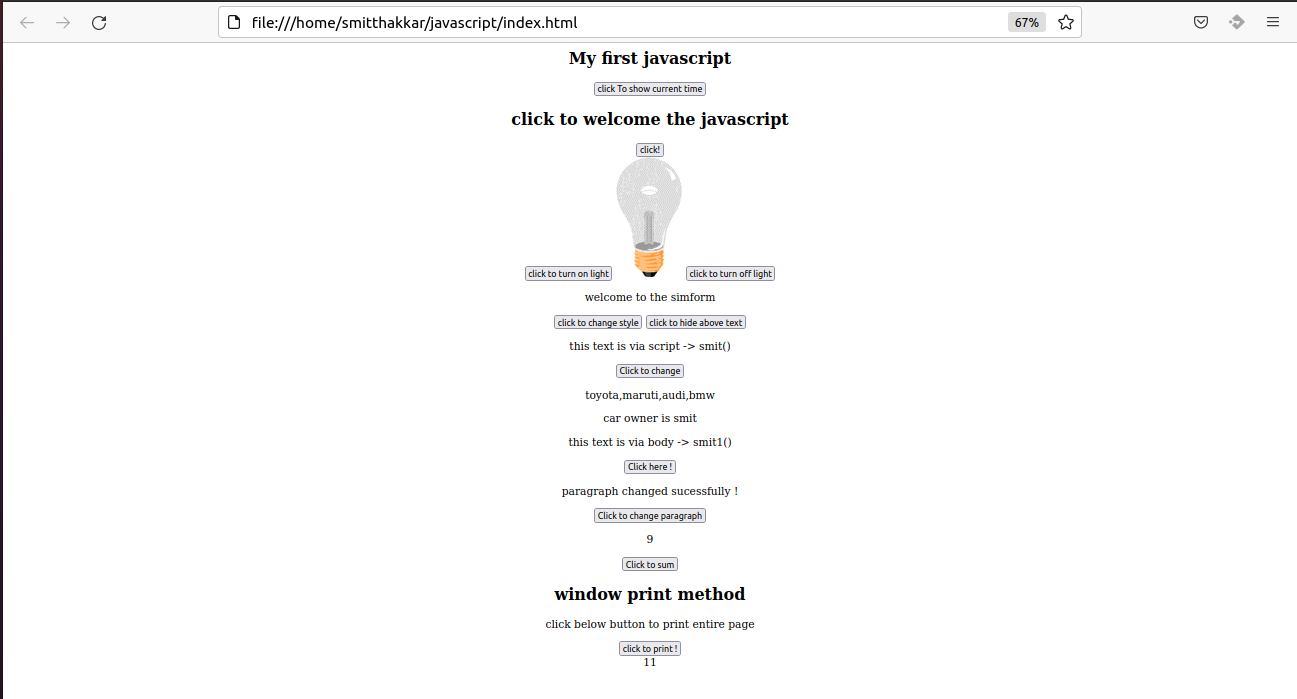 file:///home/smitthakkar/javascript/index.html 67%
My first javascript
click To show current time
click to welcome the javascript
click!
click to turn on light click to turn off light
welcome to the simform
click to change style click to hide above text
this text is via script -> smit()
Click to change
toyota,maruti,audi,bmw
car owner is smit
this text is via body -> smit1()
Click here !
paragraph changed sucessfully !
Click to change paragraph
9
Click to sum
window print method
click below button to print entire page
click to print !
11